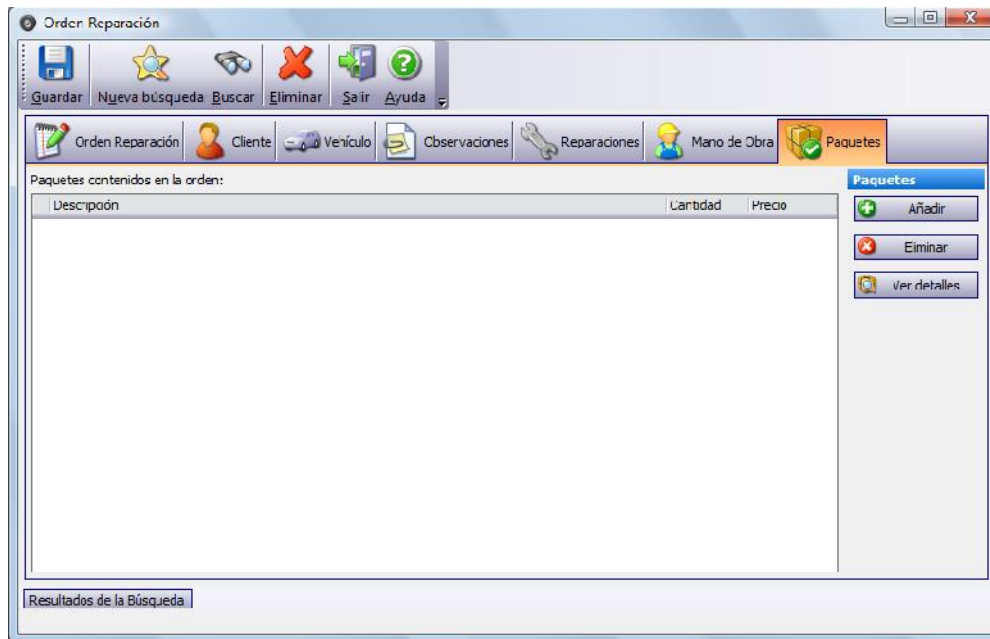 Orden Reparación
Guardar Nueva búsqueda Buscar Eliminar Salir Ayuda
Orden Reparación Cliente Vehículo Observaciones Reparaciones Mano de Obra Paquetes
Paquetes contenidos en la orden:
Paquetes
Descripción Cantidad Precio
Añadir
Eliminar
Ver detalles
Resultados de la Búsqueda